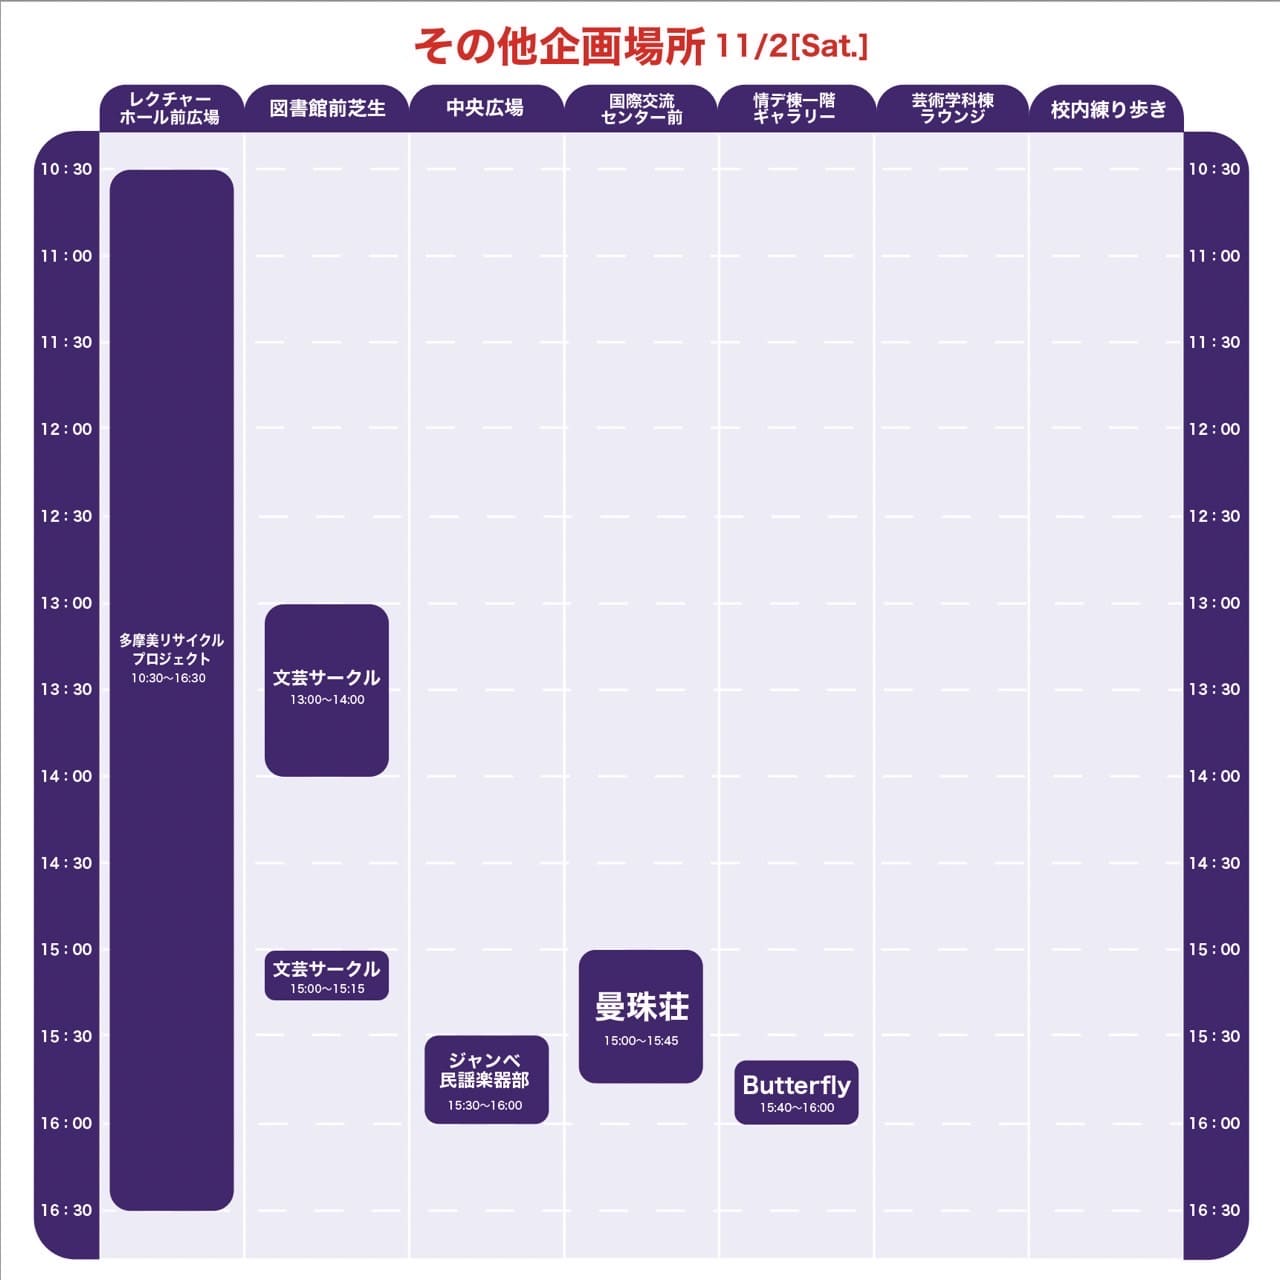 その他企画場所 11/2[Sat.]
レクチャー
ホール前広場
図書館前芝生
中央広場
国際交流
センター前
情デ棟一階
ギャラリー
芸術学科棟
ラウンジ
校内練り歩き
10:30
10:30
11:00
11:00
11:30
11:30
12:00
12:00
12:30
12:30
13:00
13:00
多摩美リサイクル
プロジェクト
10:30〜16:30
文芸サークル
13:00〜14:00
13:30
13:30
14:00
14:00
14:30
14:30
15:00
15:00
文芸サークル
15:00〜15:15
曼珠荘
15:00〜15:45
15:30
15:30
ジャンベ
民謡楽器部
15:30〜16:00
Butterfly
15:40〜16:00
16:00
16:00
16:30
16:30